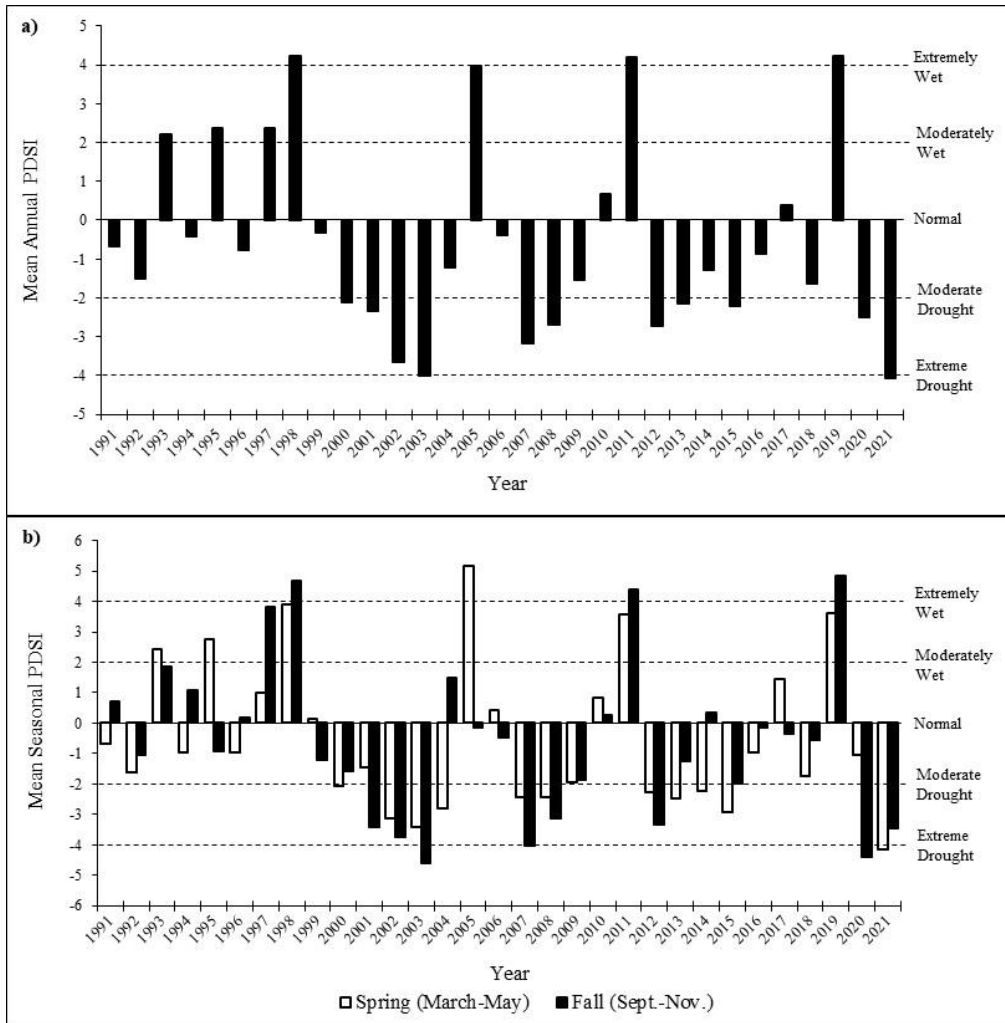 a)
5
4
3
2
1
0
-1
-2
-3
-4
-5
Mean Annual PDSI
Extremely
Wet
Moderately
Wet
Normal
Moderate
Drought
Extreme
Drought
1991 1992 1993 1994 1995 1996 1997 1998 1999 2000 2001 2002 2003 2004 2005 2006 2007 2008 2009 2010 2011 2012 2013 2014 2015 2016 2017 2018 2019 2020 2021
Year
b)
6
5
4
3
2
1
0
-1
-2
-3
-4
-5
-6
Mean Seasonal PDSI
Extremely
Wet
Moderately
Wet
Normal
Moderate
Drought
Extreme
Drought
1991 1992 1993 1994 1995 1996 1997 1998 1999 2000 2001 2002 2003 2004 2005 2006 2007 2008 2009 2010 2011 2012 2013 2014 2015 2016 2017 2018 2019 2020 2021
Year
Spring (March-May) Fall (Sept.-Nov.)